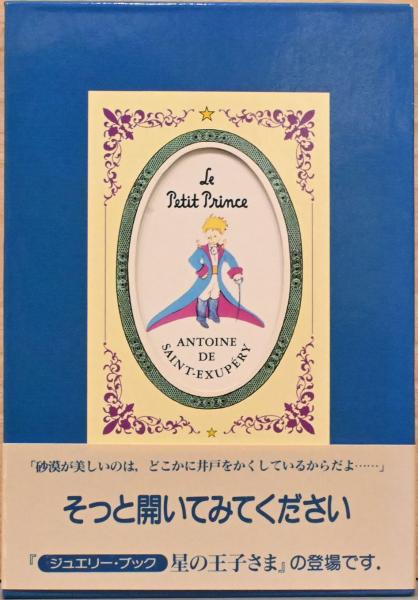 Le
Petit Prince
ANTOINE
DE
SAINT-EXUPÉRY
「砂漠が美しいのは，どこかに井戸をかくしているからだよ……」
そっと開いてみてください
『ジュエリー・ブック 星の王子さま』の登場です．